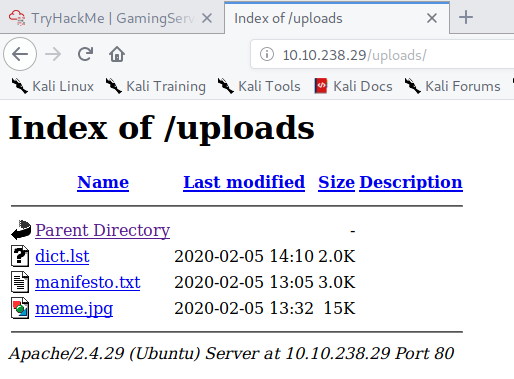 TryHackMe | GamingServ
Index of /uploads
10.10.238.29/uploads/
Kali Linux
Kali Training
Kali Tools
Kali Docs
Kali Forums
Index of /uploads
Name Last modified Size Description
Parent Directory -
dict.lst 2020-02-05 14:10 2.0K
manifesto.txt 2020-02-05 13:05 3.0K
meme.jpg 2020-02-05 13:32 15K
Apache/2.4.29 (Ubuntu) Server at 10.10.238.29 Port 80